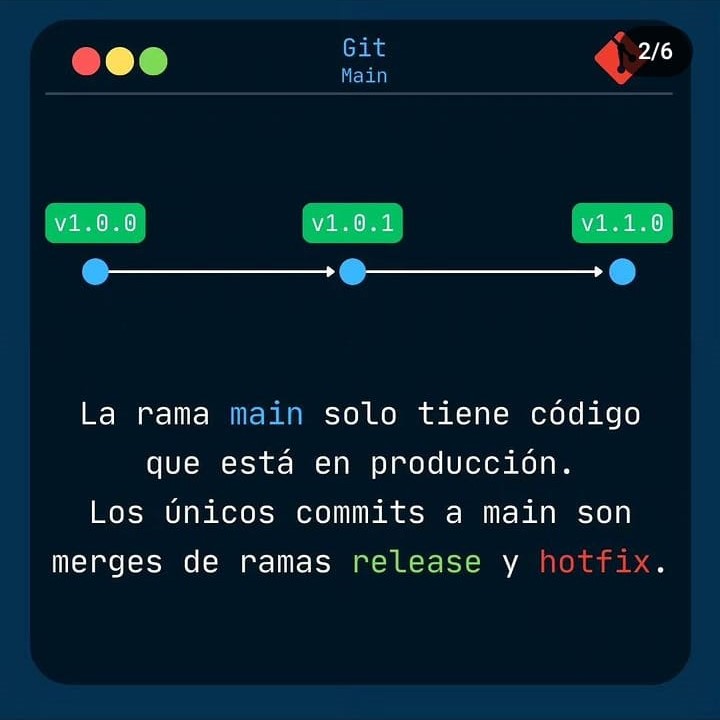 Git
Main
2/6
v1.0.0
v1.0.1
v1.1.0
La rama main solo tiene código
que está en producción.
Los únicos commits a main son
merges de ramas release y hotfix.